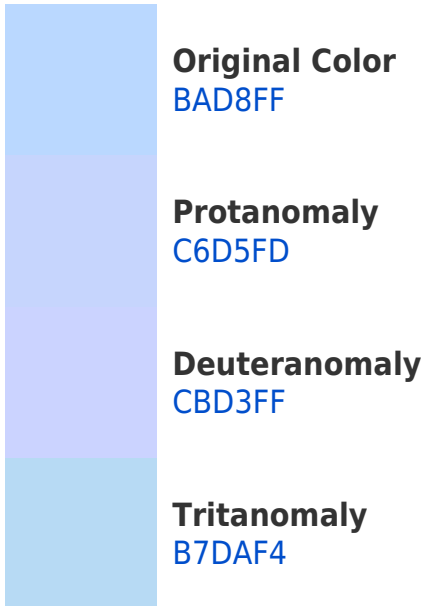 Original Color
BAD8FF
Protanomaly
C6D5FD
Deuteranomaly
CBD3FF
Tritanomaly
B7DAF4